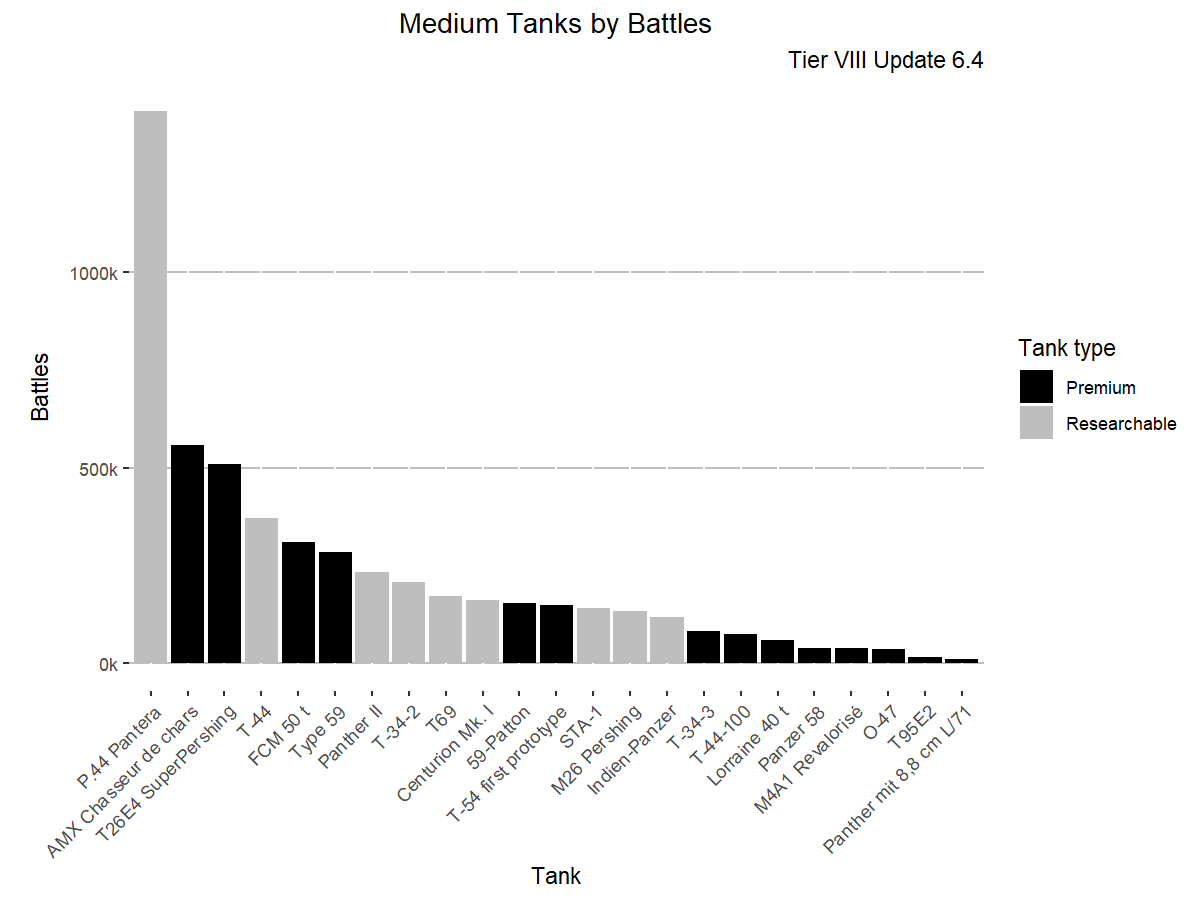 Medium Tanks by Battles
Tier VIII Update 6.4
1000k
500k
0k
Battles
P.44 Pantera
AMX Chasseur de chars
T26E4 SuperPershing
T-44
FCM 50 t
Type 59
Panther II
T-34-2
T69
Centurion Mk. I
59-Patton
T-54 first prototype
STA-1
M26 Pershing
Indien-Panzer
T-34-3
T-44-100
Lorraine 40 t
Panzer 58
M4A1 Revalorisé
O-47
T95E2
Panther mit 8,8 cm L/71
Tank
Tank type
Premium
Researchable